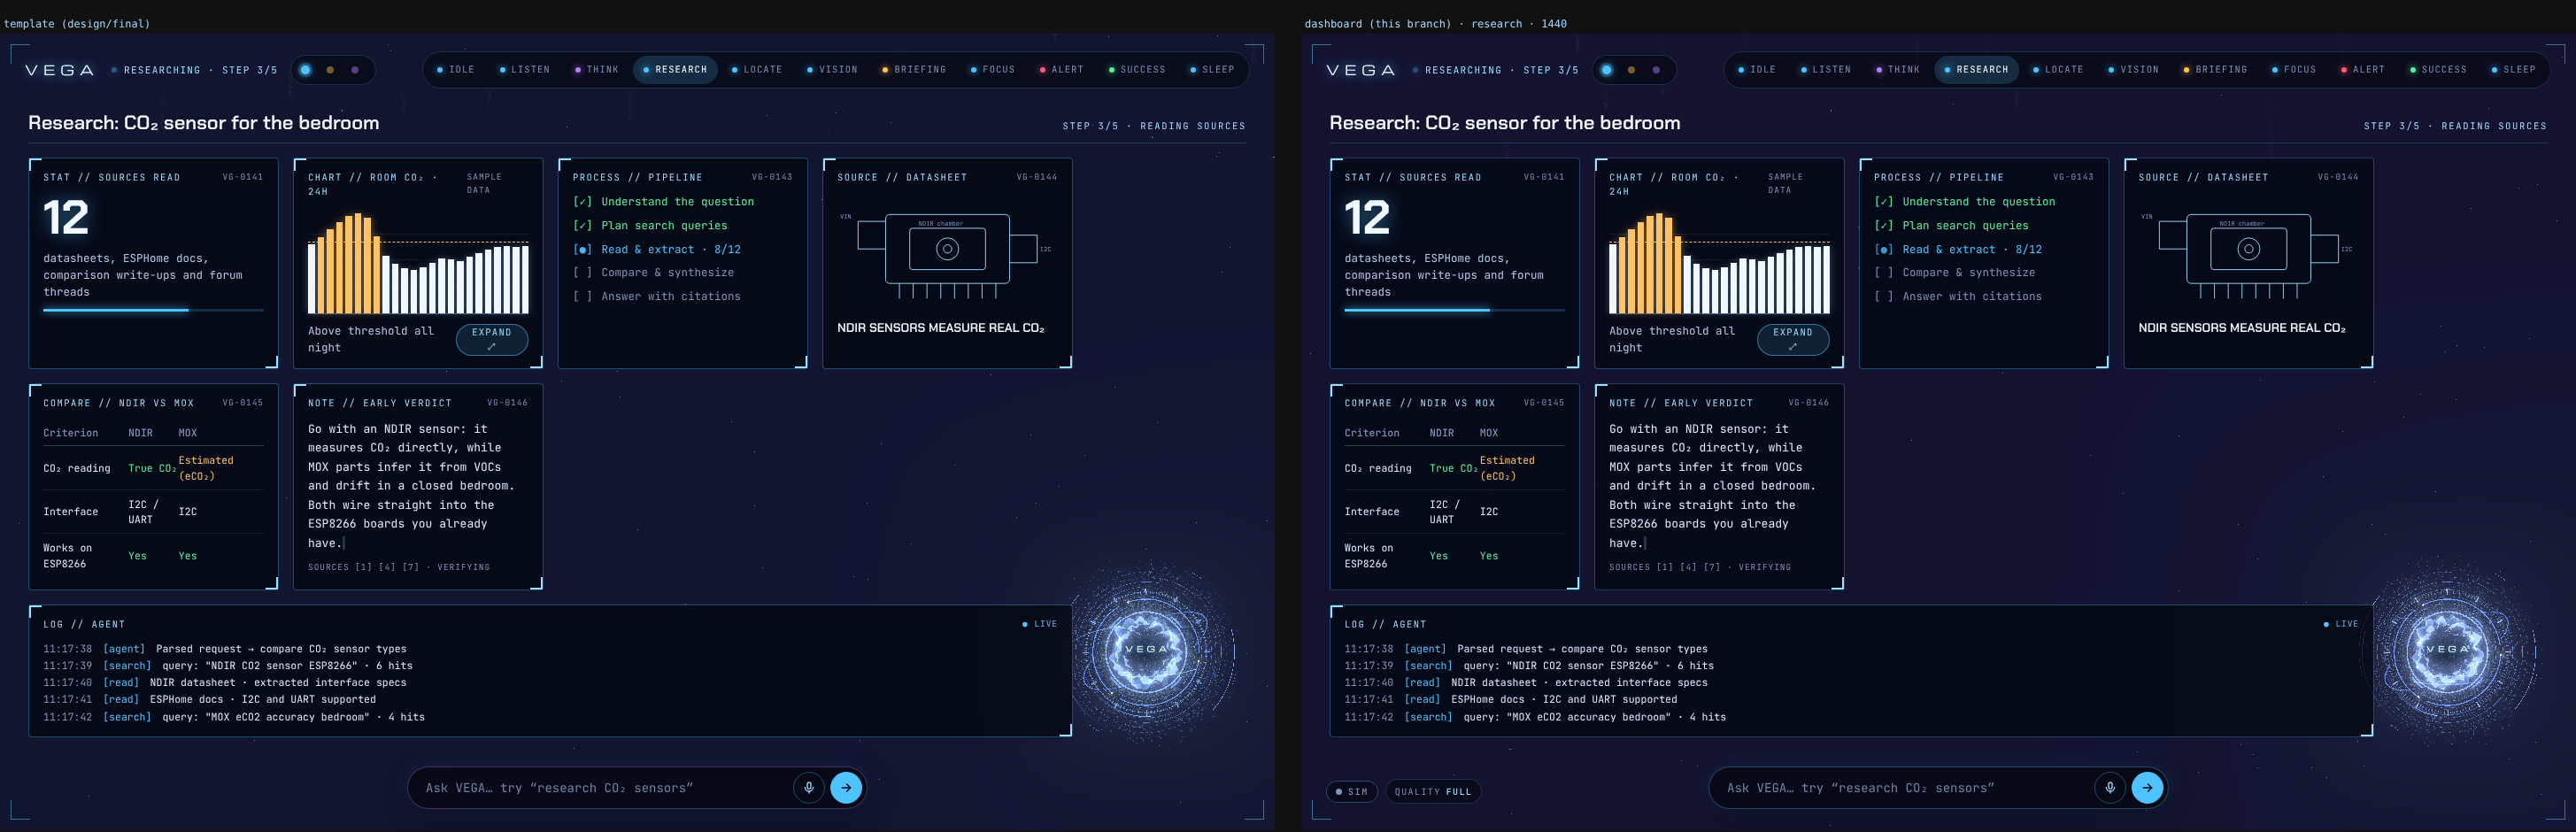 template (design/final)
VEGA
RESEARCHING · STEP 3/5
IDLE LISTEN THINK RESEARCH LOCATE VISION BRIEFING FOCUS ALERT SUCCESS SLEEP
Research: CO₂ sensor for the bedroom
STEP 3/5 · READING SOURCES
STAT // SOURCES READ VG-0141
12
datasheets, ESPHome docs,
comparison write-ups and forum
threads
CHART // ROOM CO₂ ·
24H
SAMPLE
DATA
Above threshold all
night
EXPAND
⤢
PROCESS // PIPELINE VG-0143
[✓] Understand the question
[✓] Plan search queries
[●] Read & extract · 8/12
[ ] Compare & synthesize
[ ] Answer with citations
SOURCE // DATASHEET VG-0144
VIN
NDIR chamber
I2C
NDIR SENSORS MEASURE REAL CO₂
COMPARE // NDIR VS MOX VG-0145
Criterion NDIR MOX
CO₂ reading True CO₂ Estimated
(eCO₂)
Interface I2C /
UART I2C
Works on
ESP8266 Yes Yes
NOTE // EARLY VERDICT VG-0146
Go with an NDIR sensor: it
measures CO₂ directly, while
MOX parts infer it from VOCs
and drift in a closed bedroom.
Both wire straight into the
ESP8266 boards you already
have.
SOURCES [1] [4] [7] · VERIFYING
LOG // AGENT ● LIVE
11:17:38 [agent] Parsed request → compare CO₂ sensor types
11:17:39 [search] query: "NDIR CO2 sensor ESP8266" · 6 hits
11:17:40 [read] NDIR datasheet · extracted interface specs
11:17:41 [read] ESPHome docs · I2C and UART supported
11:17:42 [search] query: "MOX eCO2 accuracy bedroom" · 4 hits
VEGA
Ask VEGA… try “research CO₂ sensors”
dashboard (this branch) · research · 1440
VEGA
RESEARCHING · STEP 3/5
IDLE LISTEN THINK RESEARCH LOCATE VISION BRIEFING FOCUS ALERT SUCCESS SLEEP
Research: CO₂ sensor for the bedroom
STEP 3/5 · READING SOURCES
STAT // SOURCES READ VG-0141
12
datasheets, ESPHome docs,
comparison write-ups and forum
threads
CHART // ROOM CO₂ ·
24H
SAMPLE
DATA
Above threshold all
night
EXPAND
⤢
PROCESS // PIPELINE VG-0143
[✓] Understand the question
[✓] Plan search queries
[●] Read & extract · 8/12
[ ] Compare & synthesize
[ ] Answer with citations
SOURCE // DATASHEET VG-0144
VIN
NDIR chamber
I2C
NDIR SENSORS MEASURE REAL CO₂
COMPARE // NDIR VS MOX VG-0145
Criterion NDIR MOX
CO₂ reading True CO₂ Estimated
(eCO₂)
Interface I2C /
UART I2C
Works on
ESP8266 Yes Yes
NOTE // EARLY VERDICT VG-0146
Go with an NDIR sensor: it
measures CO₂ directly, while
MOX parts infer it from VOCs
and drift in a closed bedroom.
Both wire straight into the
ESP8266 boards you already
have.
SOURCES [1] [4] [7] · VERIFYING
LOG // AGENT ● LIVE
11:17:38 [agent] Parsed request → compare CO₂ sensor types
11:17:39 [search] query: "NDIR CO2 sensor ESP8266" · 6 hits
11:17:40 [read] NDIR datasheet · extracted interface specs
11:17:41 [read] ESPHome docs · I2C and UART supported
11:17:42 [search] query: "MOX eCO2 accuracy bedroom" · 4 hits
VEGA
SIM
QUALITY FULL
Ask VEGA… try “research CO₂ sensors”